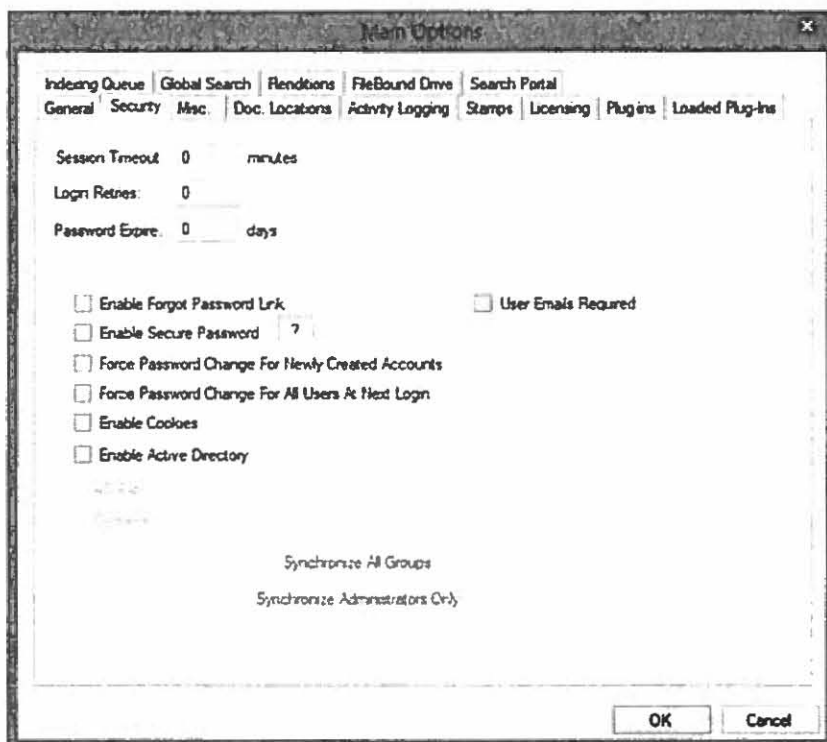 Main Options
Indexing Queue Global Search Renditions FileBound Drive Search Portal
General Security Misc. Doc. Locations Activity Logging Stamps Licensing Plugins Loaded Plug-Ins
Session Timeout 0 minutes
Login Retries: 0
Password Expire: 0 days
Enable Forgot Password Link User Emails Required
Enable Secure Password ?
Force Password Change For Newly Created Accounts
Force Password Change For All Users At Next Login
Enable Cookies
Enable Active Directory
Synchronize All Groups
Synchronize Administrators Only
OK Cancel